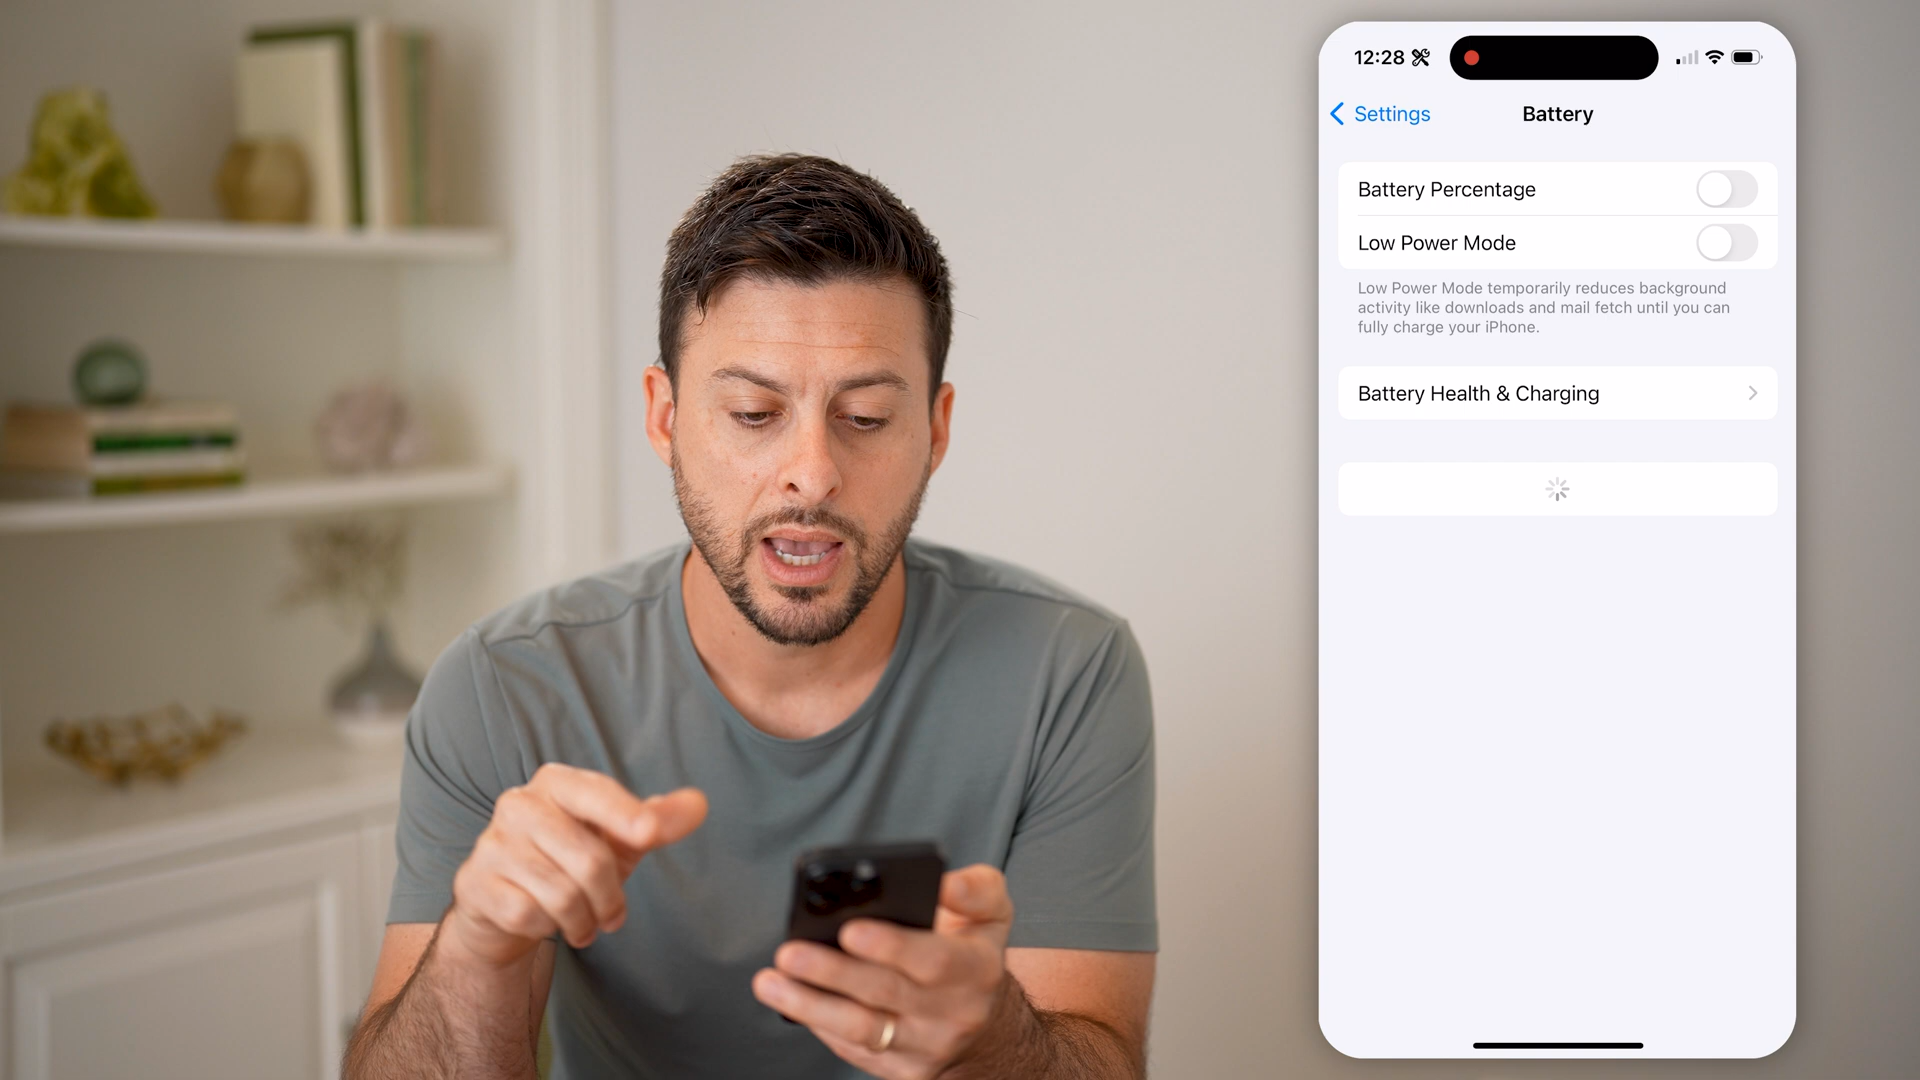 12:28
Settings
Battery
Battery Percentage
Low Power Mode
Low Power Mode temporarily reduces background
activity like downloads and mail fetch until you can
fully charge your iPhone.
Battery Health & Charging